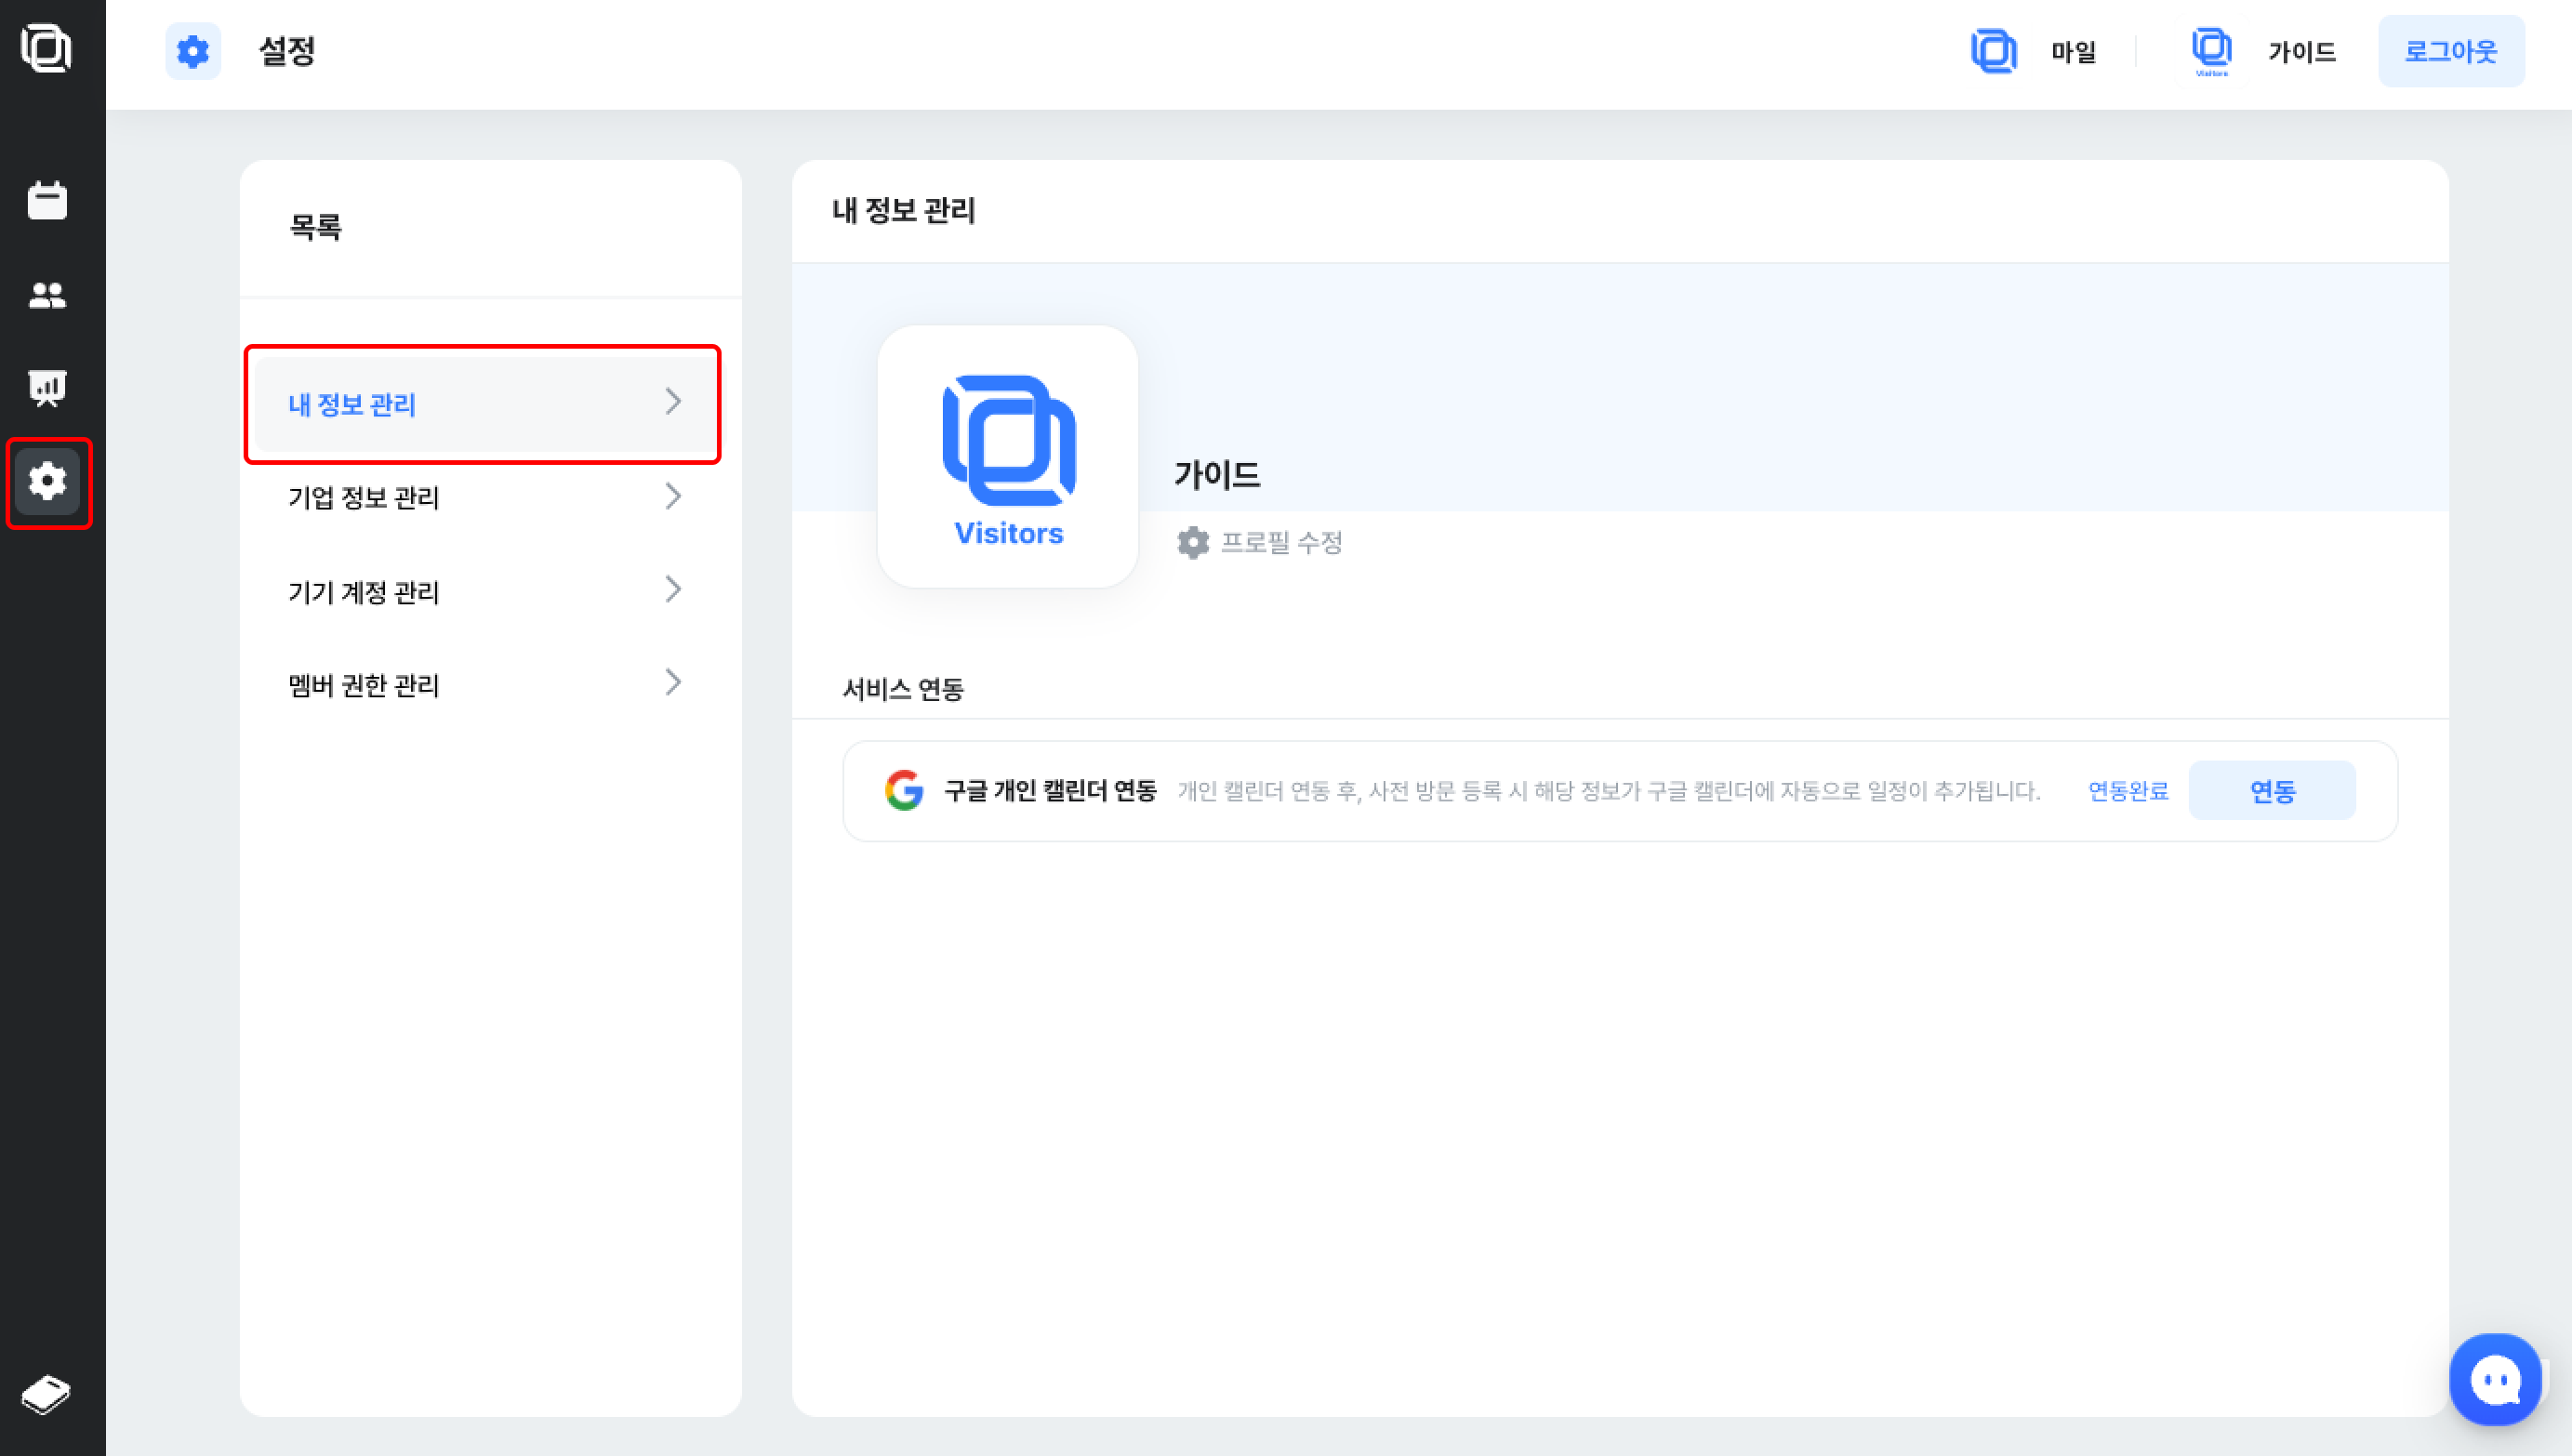 설정
마일
Visitors
가이드
로그아웃
목록
내 정보 관리
기업 정보 관리
기기 계정 관리
멤버 권한 관리
내 정보 관리
Visitors
가이드
프로필 수정
서비스 연동
구글 개인 캘린더 연동 개인 캘린더 연동 후, 사전 방문 등록 시 해당 정보가 구글 캘린더에 자동으로 일정이 추가됩니다. 연동완료 연동